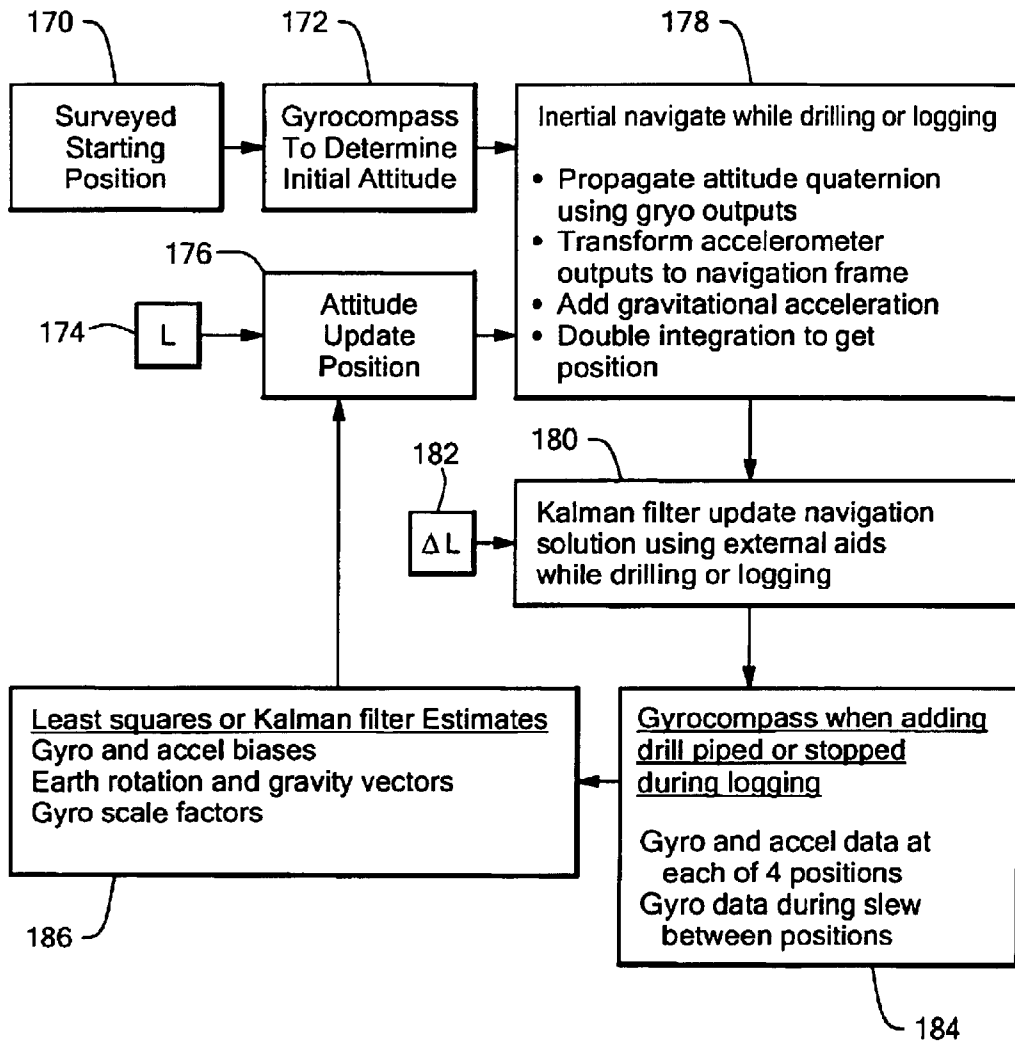 170
172
178
Surveyed
Starting
Position
Gyrocompass
To Determine
Initial Attitude
Inertial navigate while drilling or logging
• Propagate attitude quaternion
using gryo outputs
• Transform accelerometer
outputs to navigation frame
• Add gravitational acceleration
• Double integration to get
position
176
174
L
Attitude
Update
Position
182
180
Δ L
Kalman filter update navigation
solution using external aids
while drilling or logging
Least squares or Kalman filter Estimates
Gyro and accel biases
Earth rotation and gravity vectors
Gyro scale factors
186
Gyrocompass when adding
drill piped or stopped
during logging
Gyro and accel data at
each of 4 positions
Gyro data during slew
between positions
184